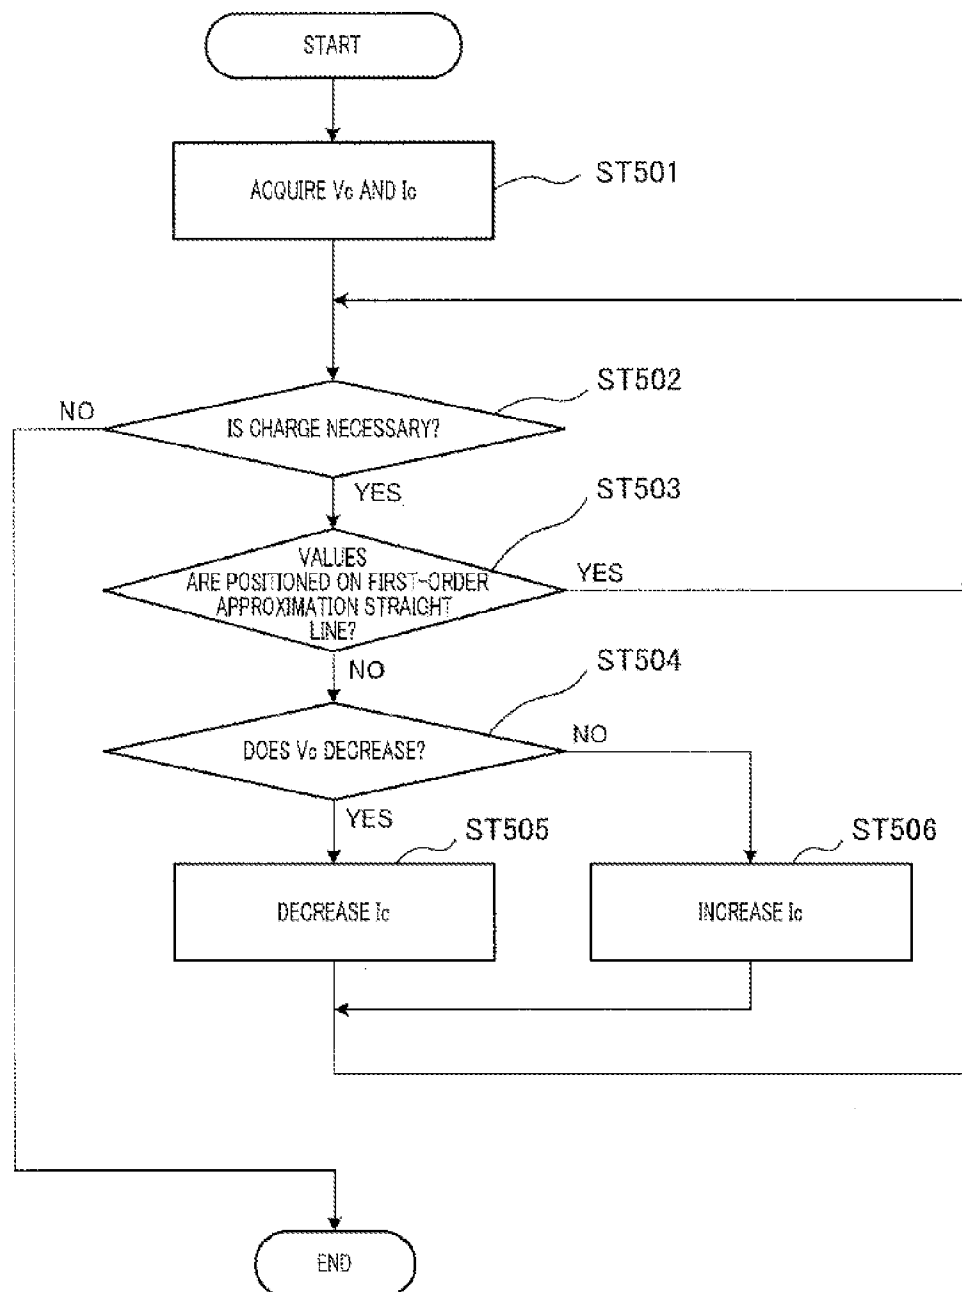 START
ACQUIRE Vc AND Ic
ST501
ST502
NO
IS CHARGE NECESSARY?
YES
ST503
VALUES
ARE POSITIONED ON FIRST-ORDER
APPROXIMATION STRAIGHT
LINE?
YES
NO
ST504
DOES Vc DECREASE?
NO
YES
ST505
ST506
DECREASE Ic
INCREASE Ic
END